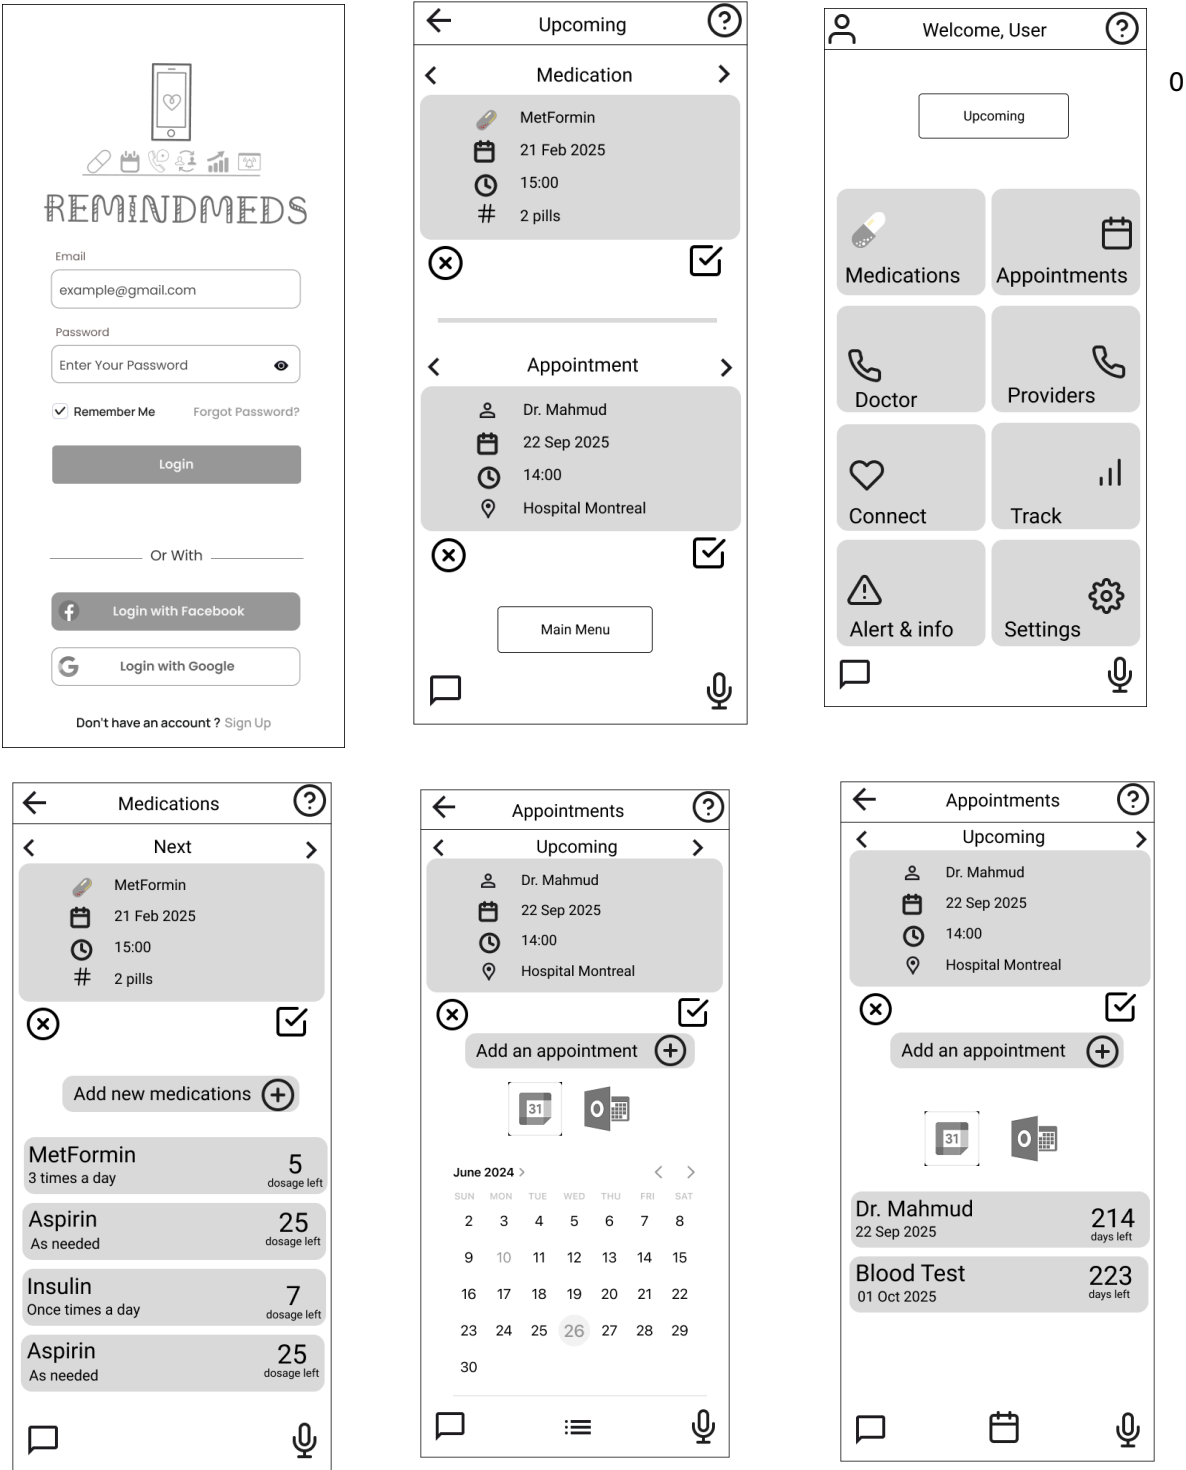 REMINDMEDS
Email
example@gmail.com
Password
Enter Your Password
Remember Me Forgot Password?
Login
Or With
Login with Facebook
Login with Google
Don't have an account ? Sign Up
Upcoming
Medication
MetFormin
21 Feb 2025
15:00
# 2 pills
Appointment
Dr. Mahmud
22 Sep 2025
14:00
Hospital Montreal
Main Menu
Welcome, User
Upcoming
Medications Appointments
Doctor Providers
Connect Track
Alert & info Settings
0
Medications
Next
MetFormin
21 Feb 2025
15:00
# 2 pills
Add new medications
MetFormin 5
3 times a day dosage left
Aspirin 25
As needed dosage left
Insulin 7
Once times a day dosage left
Aspirin 25
As needed dosage left
Appointments
Upcoming
Dr. Mahmud
22 Sep 2025
14:00
Hospital Montreal
Add an appointment
31 O
June 2024
SUN MON TUE WED THU FRI SAT
2 3 4 5 6 7 8
9 10 11 12 13 14 15
16 17 18 19 20 21 22
23 24 25 26 27 28 29
30
Appointments
Upcoming
Dr. Mahmud
22 Sep 2025
14:00
Hospital Montreal
Add an appointment
31 O
Dr. Mahmud 214
22 Sep 2025 days left
Blood Test 223
01 Oct 2025 days left